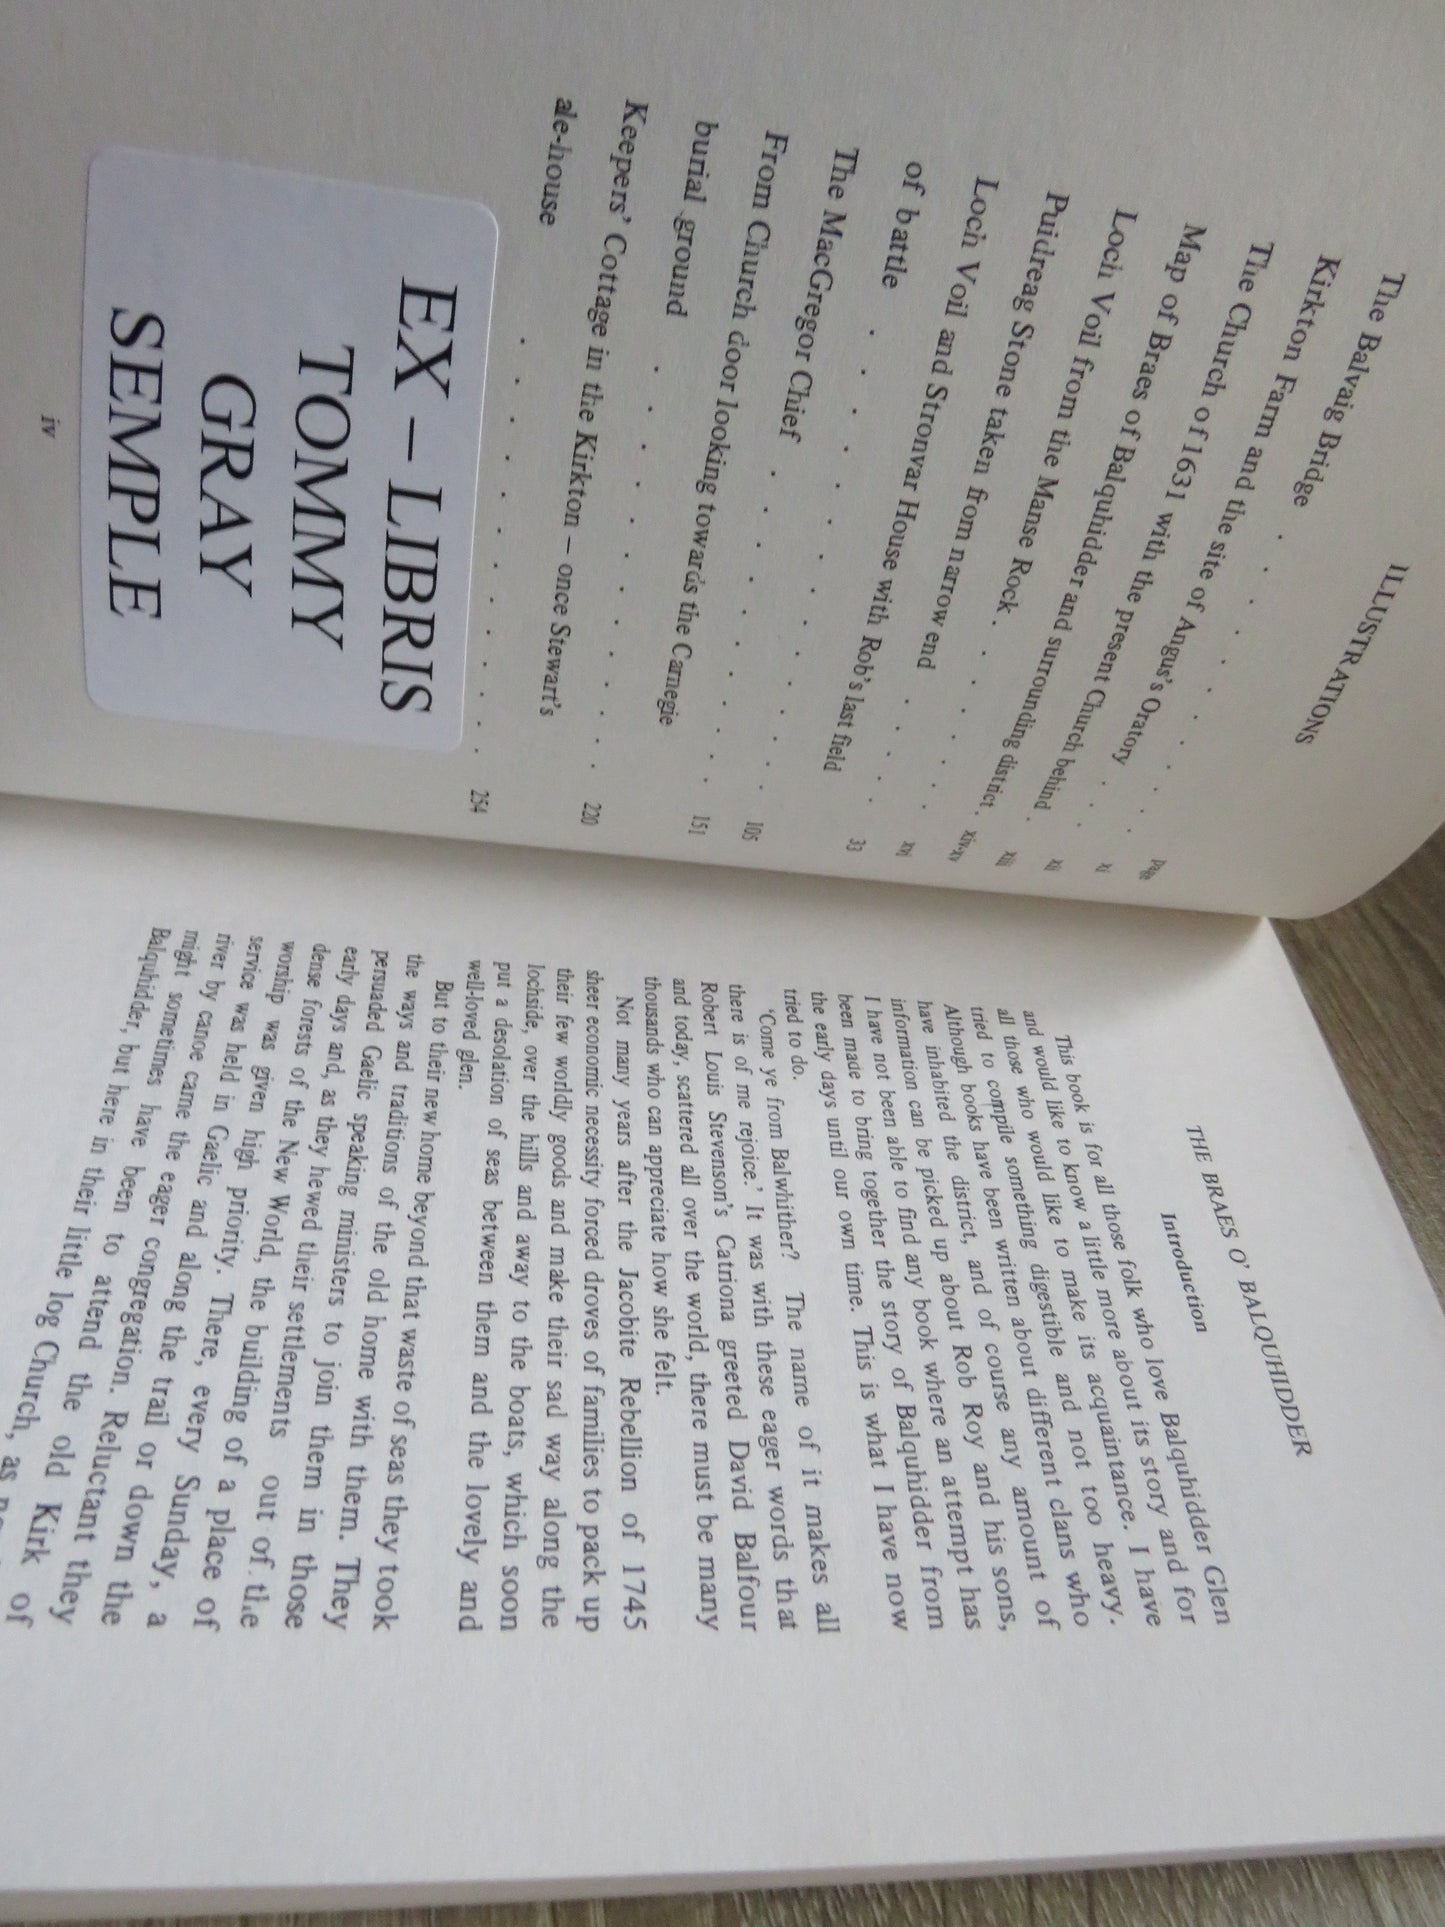 ILLUSTRATIONS
Page
The Balvaig Bridge . . . . . . . . . xi
Kirkton Farm and the site of Angus's Oratory . . xii
The Church of 1631 with the present Church behind . xiii
Map of Braes of Balquhidder and surrounding district . xiv-xv
Loch Voil from the Manse Rock . . . . . . xvi
Puidreag Stone taken from narrow end . . . . 33
Loch Voil and Stronvar House with Rob's last field
of battle . . . . . . . . . . 105
The MacGregor Chief . . . . . . . . 151
From Church door looking towards the Carnegie
burial ground . . . . . . . . . 220
Keepers' Cottage in the Kirkton – once Stewart's
ale-house . . . . . . . . . . 254
EX – LIBRIS
TOMMY
GRAY
SEMPLE
iv
THE BRAES O' BALQUHIDDER
Introduction
This book is for all those folk who love Balquhidder Glen
and would like to know a little more about its story and for
all those who would like to make its acquaintance. I have
tried to compile something digestible and not too heavy.
Although books have been written about different clans who
have inhabited the district, and of course any amount of
information can be picked up about Rob Roy and his sons,
I have not been able to find any book where an attempt has
been made to bring together the story of Balquhidder from
the early days until our own time. This is what I have now
tried to do.
'Come ye from Balwhither? The name of it makes all
there is of me rejoice.' It was with these eager words that
Robert Louis Stevenson's Catriona greeted David Balfour
and today, scattered all over the world, there must be many
thousands who can appreciate how she felt.
Not many years after the Jacobite Rebellion of 1745
sheer economic necessity forced droves of families to pack up
their few worldly goods and make their sad way along the
lochside, over the hills and away to the boats, which soon
put a desolation of seas between them and the lovely and
well-loved glen.
But to their new home beyond that waste of seas they took
the ways and traditions of the old home with them. They
persuaded Gaelic speaking ministers to join them in those
early days and, as they hewed their settlements out of the
dense forests of the New World, the building of a place of
worship was given high priority. There, every Sunday, a
service was held in Gaelic and along the trail or down the
river by canoe came the eager congregation. Reluctant they
might sometimes have been to attend the old Kirk of
Balquhidder, but here in their little log Church, as